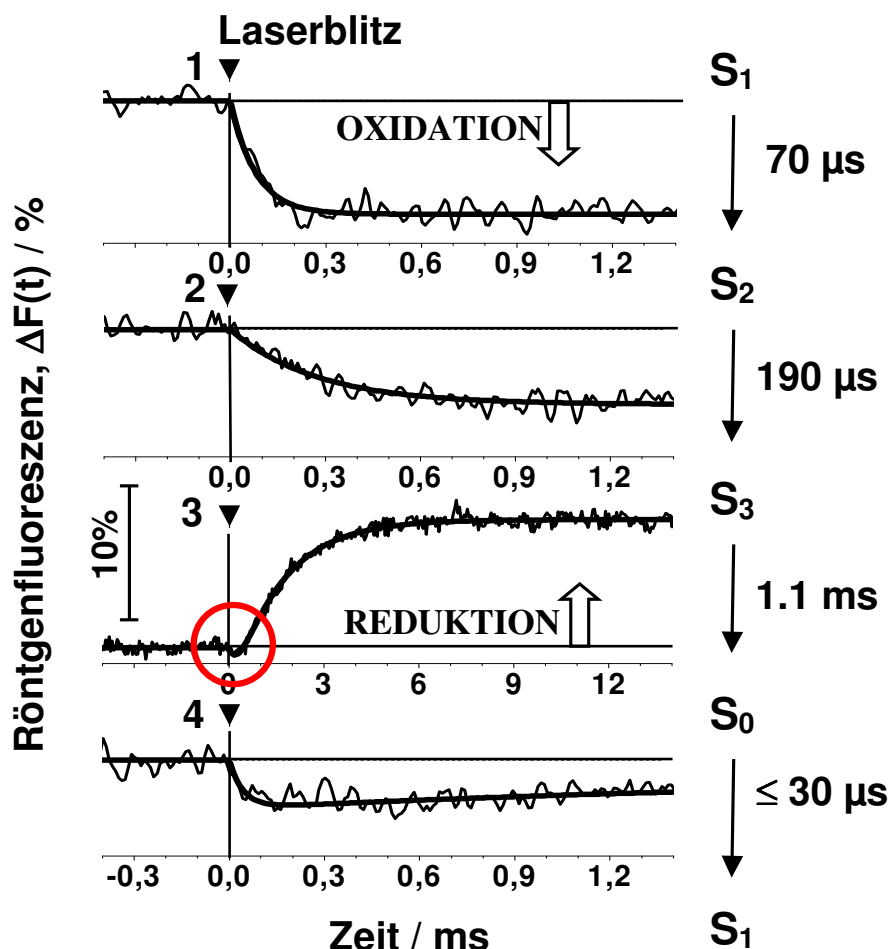 Laserblitz
1
S₁
OXIDATION
70 µs
0,0 0,3 0,6 0,9 1,2
2
S₂
190 µs
0,0 0,3 0,6 0,9 1,2
3
S₃
10%
1.1 ms
REDUKTION
0 3 6 9 12
4
S₀
≤ 30 µs
-0,3 0,0 0,3 0,6 0,9 1,2
Zeit / ms
S₁
Röntgenfluoreszenz, ΔF(t) / %